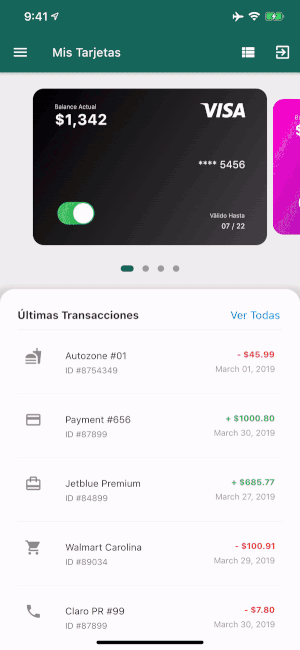 9:41
Mis Tarjetas
Balance Actual
$1,342
VISA
**** 5456
Válido Hasta
07 / 22
Últimas Transacciones
Ver Todas
Autozone #01
- $45.99
ID #8754349
March 01, 2019
Payment #656
+ $1000.80
ID #87899
March 30, 2019
Jetblue Premium
+ $685.77
ID #84899
March 27, 2019
Walmart Carolina
- $100.91
ID #89034
March 29, 2019
Claro PR #99
- $7.80
ID #87899
March 30, 2019